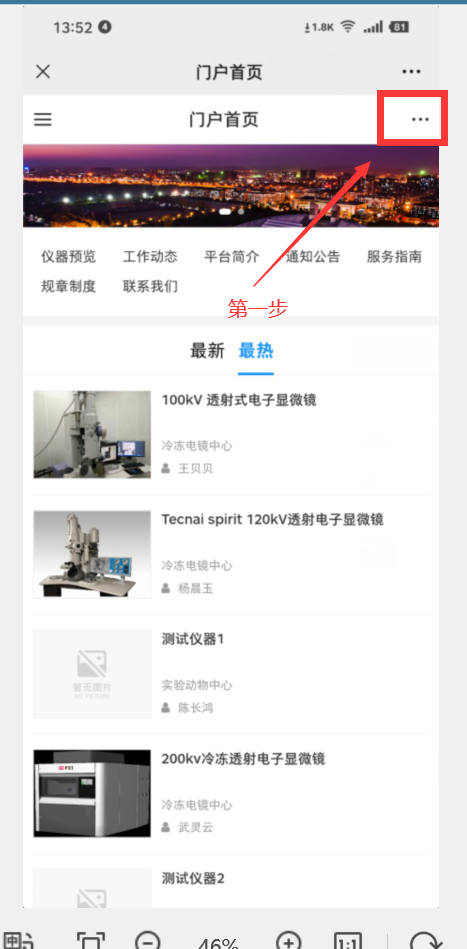 13:52 4 1.8K 81
门户首页
门户首页
仪器预览 工作动态 平台简介 通知公告 服务指南
规章制度 联系我们
第一步
最新 最热
100kV 透射式电子显微镜
冷冻电镜中心
王贝贝
Tecnai spirit 120kV透射电子显微镜
冷冻电镜中心
杨晨玉
测试仪器1
暂无图片
NO PICTURE
实验动物中心
陈长鸿
200kv冷冻透射电子显微镜
冷冻电镜中心
武灵云
测试仪器2
46% 1:1